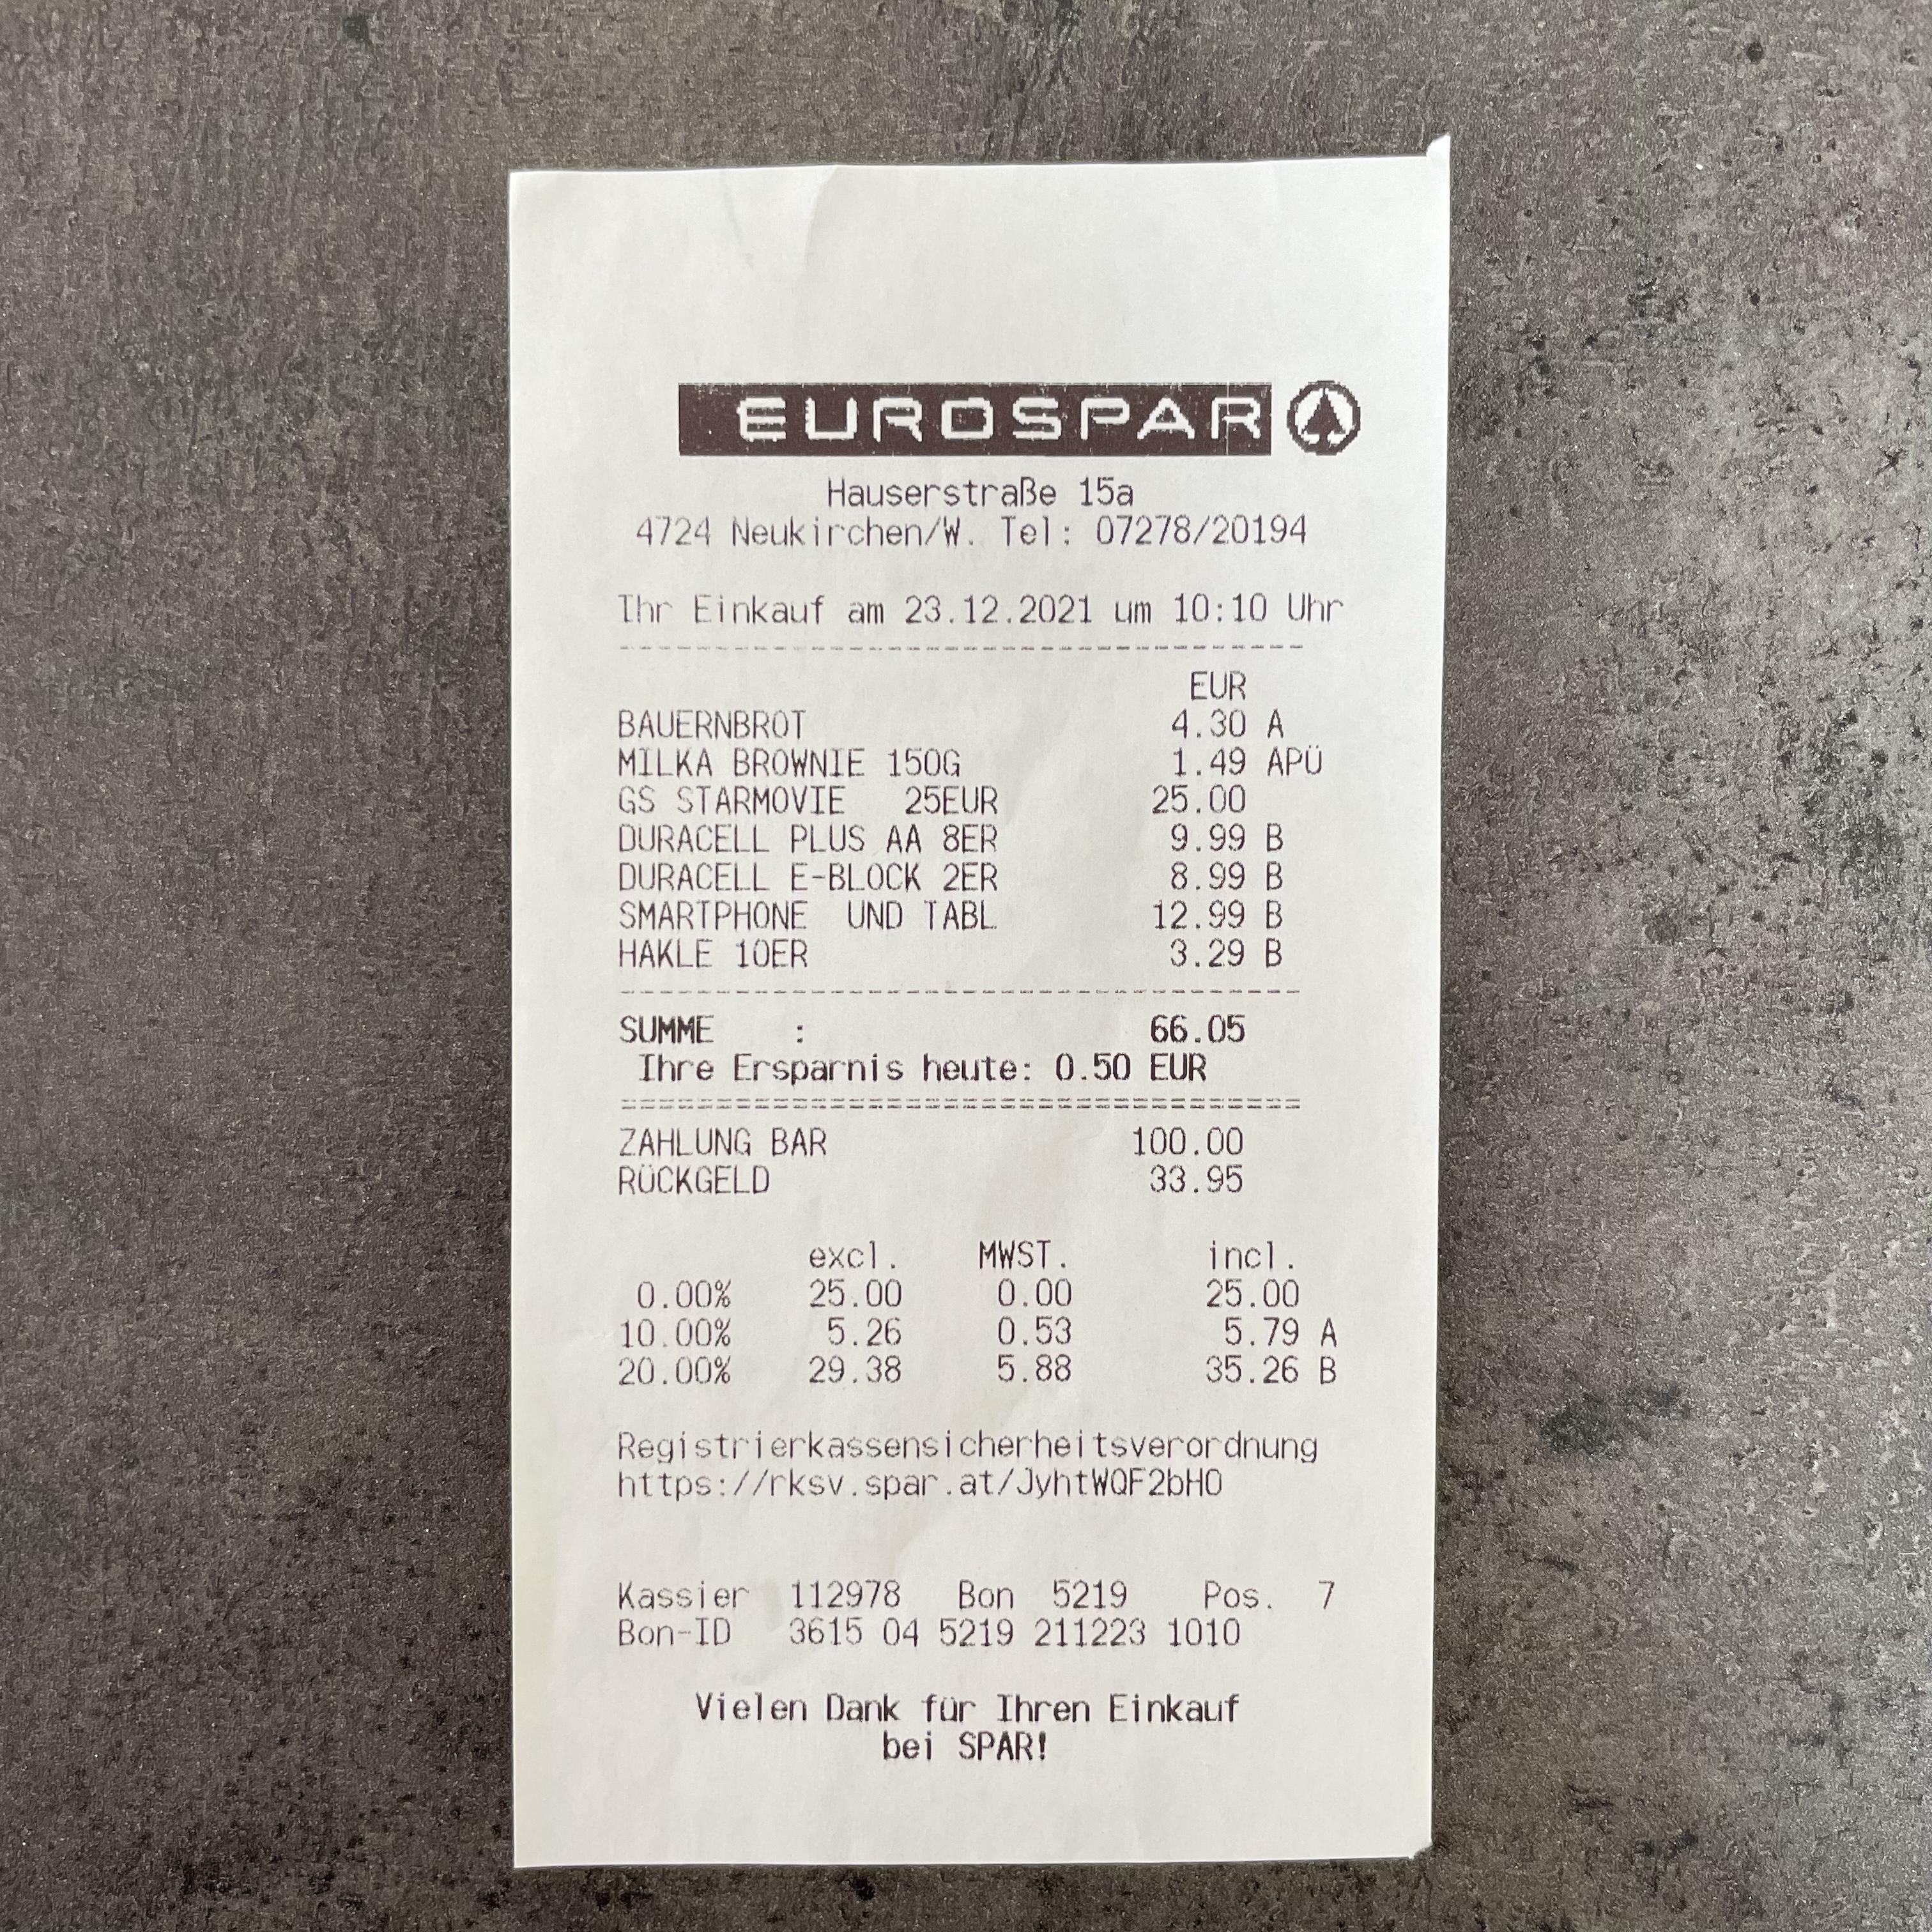 EUROSPAR
Hauserstraße 15a
4724 Neukirchen/W. Tel: 07278/20194
Ihr Einkauf am 23.12.2021 um 10:10 Uhr
EUR
BAUERNBROT 4.30 A
MILKA BROWNIE 150G 1.49 APÜ
GS STARMOVIE 25EUR 25.00
DURACELL PLUS AA 8ER 9.99 B
DURACELL E-BLOCK 2ER 8.99 B
SMARTPHONE UND TABL 12.99 B
HAKLE 10ER 3.29 B
SUMME : 66.05
Ihre Ersparnis heute: 0.50 EUR
ZAHLUNG BAR 100.00
RÜCKGELD 33.95
excl. MWST. incl.
0.00% 25.00 0.00 25.00
10.00% 5.26 0.53 5.79 A
20.00% 29.38 5.88 35.26 B
Registrierkassensicherheitsverordnung
https://rksv.spar.at/JyhtWQF2bHO
Kassier 112978 Bon 5219 Pos. 7
Bon-ID 3615 04 5219 211223 1010
Vielen Dank für Ihren Einkauf
bei SPAR!